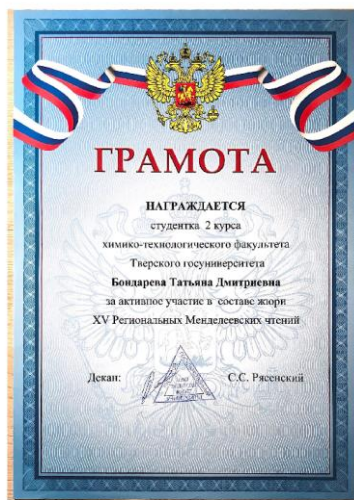 ГРАМОТА
НАГРАЖДАЕТСЯ
студентка 2 курса
химико-технологического факультета
Тверского госуниверситета
Бондарева Татьяна Дмитриевна
за активное участие в составе жюри
XV Региональных Менделеевских чтений
Декан: С.С. Рясенский